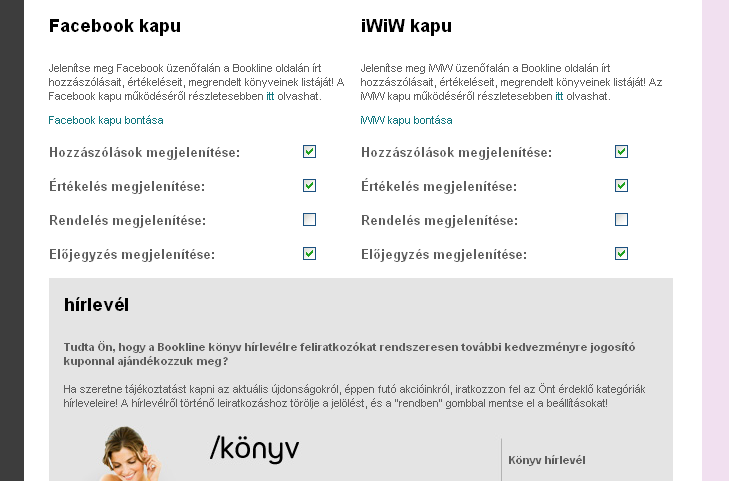 Facebook kapu
Jelenítse meg Facebook üzenőfalán a Bookline oldalán írt
hozzászólásait, értékeléseit, megrendelt könyveinek listáját! A
Facebook kapu működéséről részletesebben itt olvashat.
Facebook kapu bontása
Hozzászólások megjelenítése:
Értékelés megjelenítése:
Rendelés megjelenítése:
Előjegyzés megjelenítése:
iWiW kapu
Jelenítse meg iWiW üzenőfalán a Bookline oldalán írt
hozzászólásait, értékeléseit, megrendelt könyveinek listáját! Az
iWiW kapu működéséről részletesebben itt olvashat.
iWiW kapu bontása
Hozzászólások megjelenítése:
Értékelés megjelenítése:
Rendelés megjelenítése:
Előjegyzés megjelenítése:
hírlevél
Tudta Ön, hogy a Bookline könyv hírlevélre feliratkozókat rendszeresen további kedvezményre jogosító
kuponnal ajándékozzuk meg?
Ha szeretne tájékoztatást kapni az aktuális újdonságokról, éppen futó akcióinkról, iratkozzon fel az Önt érdeklő kategóriák
hírleveleire! A hírlevélről történő leiratkozáshoz törölje a jelölést, és a "rendben" gombbal mentse el a beállításokat!
/könyv
Könyv hírlevél